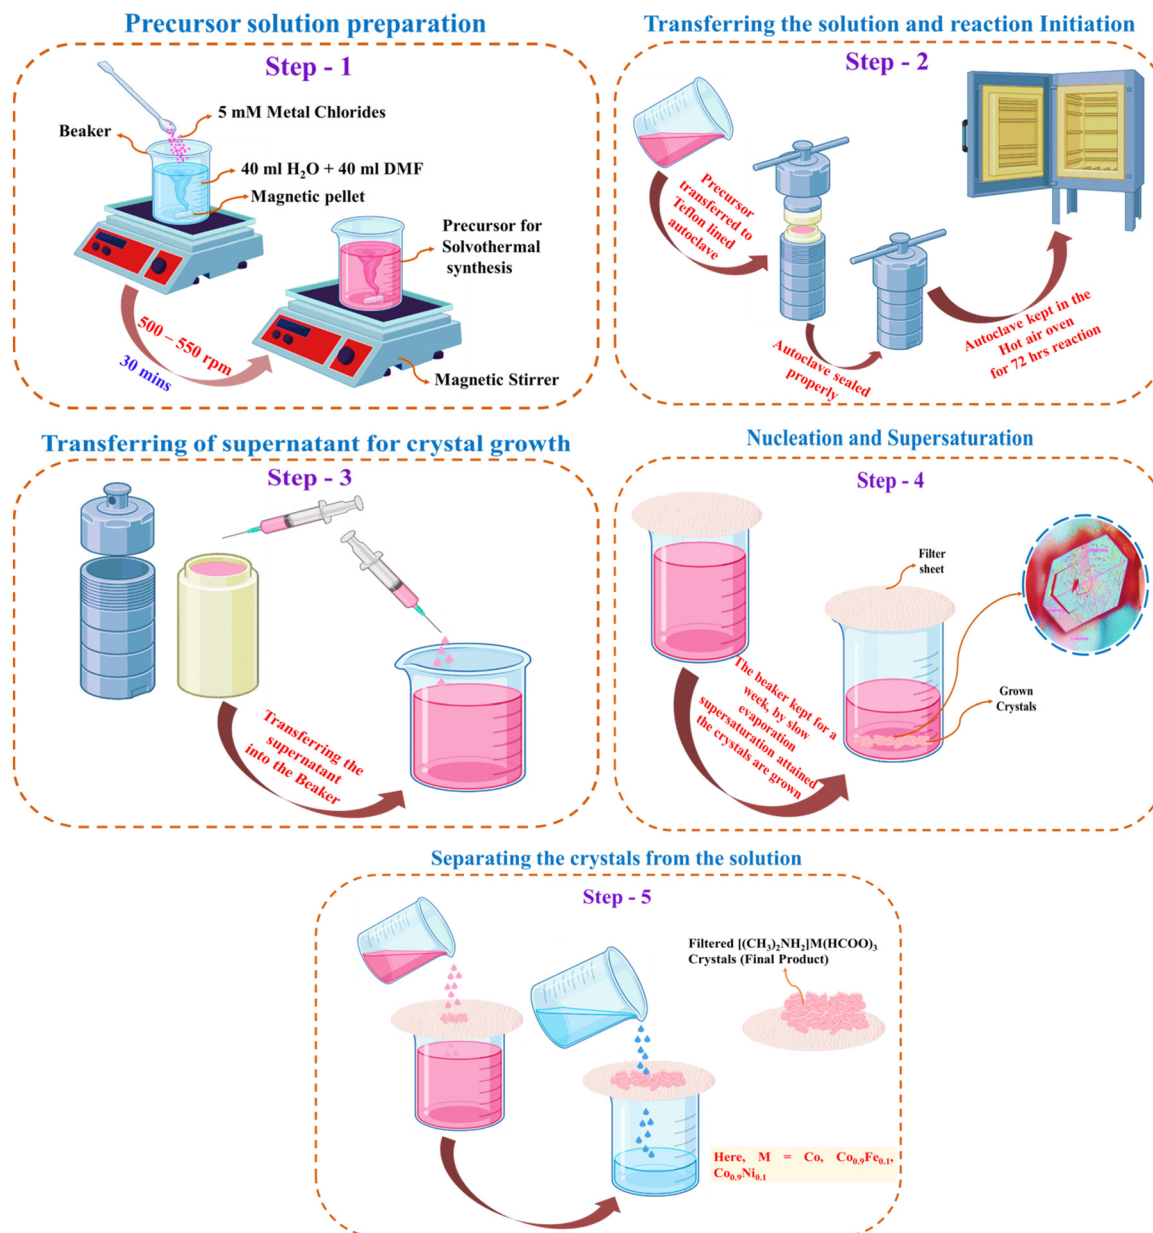 Precursor solution preparation
Step - 1
5 mM Metal Chlorides
Beaker
40 ml H₂O + 40 ml DMF
Magnetic pellet
Precursor for
Solvothermal
synthesis
500 – 550 rpm
30 mins
Magnetic Stirrer
Transferring the solution and reaction Initiation
Step - 2
Precursor
transferred to
Teflon lined
autoclave
Autoclave sealed
properly
Autoclave kept in the
Hot air oven
for 72 hrs reaction
Transferring of supernatant for crystal growth
Step - 3
Transferring the
supernatant
into the Beaker
Nucleation and Supersaturation
Step - 4
Filter
sheet
Grown
Crystals
The beaker kept for a
week, by slow
evaporation
supersaturation attained
the crystals are grown
Separating the crystals from the solution
Step - 5
Filtered [(CH₃)₂NH₂]M(HCOO)₃
Crystals (Final Product)
Here, M = Co, Co₀.₉Fe₀.₁,
Co₀.₉Ni₀.₁